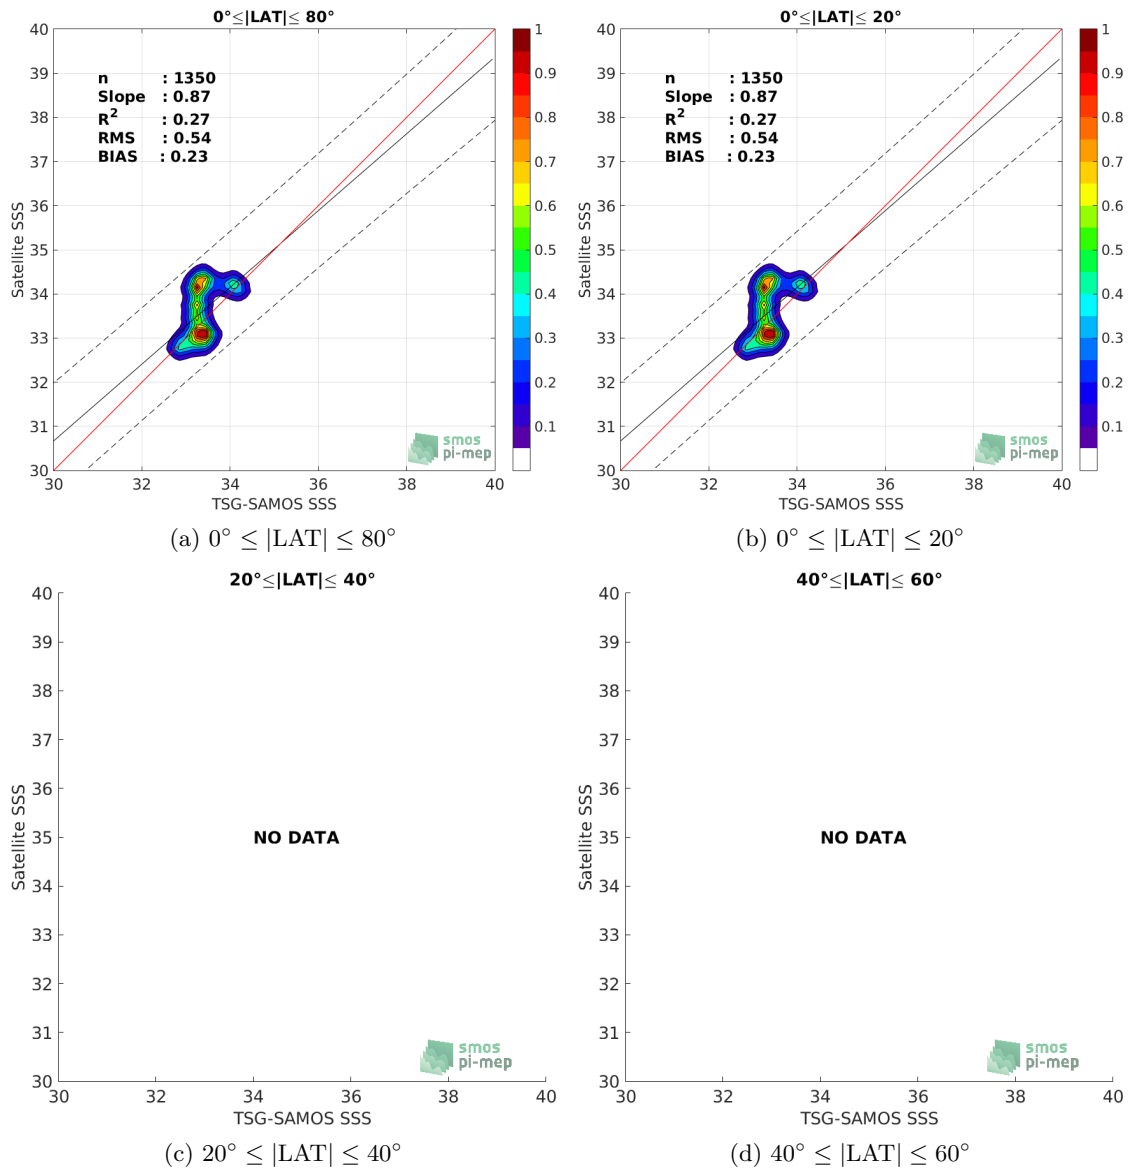 0°≤|LAT|≤ 80°
40
39
38
37
36
35
34
33
32
31
30
Satellite SSS
n : 1350
Slope : 0.87
R2 : 0.27
RMS : 0.54
BIAS : 0.23
smos
pi-mep
30 32 34 36 38 40
TSG-SAMOS SSS
1
0.9
0.8
0.7
0.6
0.5
0.4
0.3
0.2
0.1
(a) 0° ≤ |LAT| ≤ 80°
0°≤|LAT|≤ 20°
40
39
38
37
36
35
34
33
32
31
30
Satellite SSS
n : 1350
Slope : 0.87
R2 : 0.27
RMS : 0.54
BIAS : 0.23
smos
pi-mep
30 32 34 36 38 40
TSG-SAMOS SSS
1
0.9
0.8
0.7
0.6
0.5
0.4
0.3
0.2
0.1
(b) 0° ≤ |LAT| ≤ 20°
20°≤|LAT|≤ 40°
40
39
38
37
36
35
34
33
32
31
30
Satellite SSS
NO DATA
smos
pi-mep
30 32 34 36 38 40
TSG-SAMOS SSS
(c) 20° ≤ |LAT| ≤ 40°
40°≤|LAT|≤ 60°
40
39
38
37
36
35
34
33
32
31
30
Satellite SSS
NO DATA
smos
pi-mep
30 32 34 36 38 40
TSG-SAMOS SSS
(d) 40° ≤ |LAT| ≤ 60°